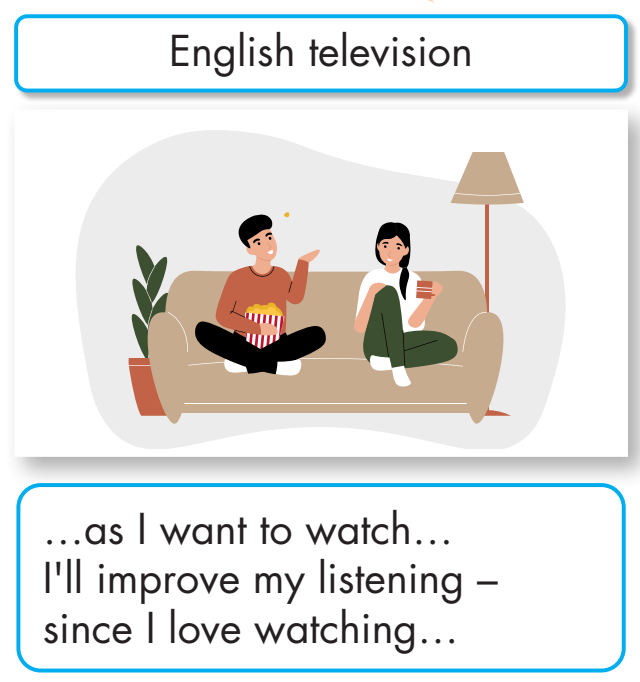 English television
...as I want to watch...
I'll improve my listening –
since I love watching...